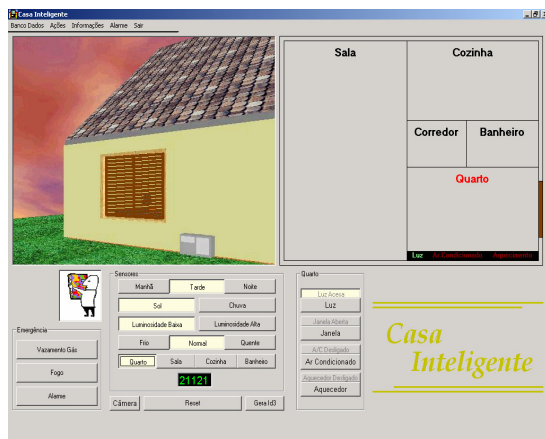 Casa Inteligente
Banco Dados Ações Informações Alarme Sair
Sala
Cozinha
Corredor Banheiro
Quarto
Luz Ar Condicionado Aquecimento
Sensores
Manhã Tarde Noite
Sol Chuva
Luminosidade Baixa Luminosidade Alta
Frio Normal Quente
Quarto Sala Cozinha Banheiro
21121
Câmera Reset Gera Id3
Emergência
Vazamento Gás
Fogo
Alarme
Quarto
Luz Acesa
Luz
Janela Aberta
Janela
A/C Desligado
Ar Condicionado
Aquecedor Desligado
Aquecedor
Casa
Inteligente